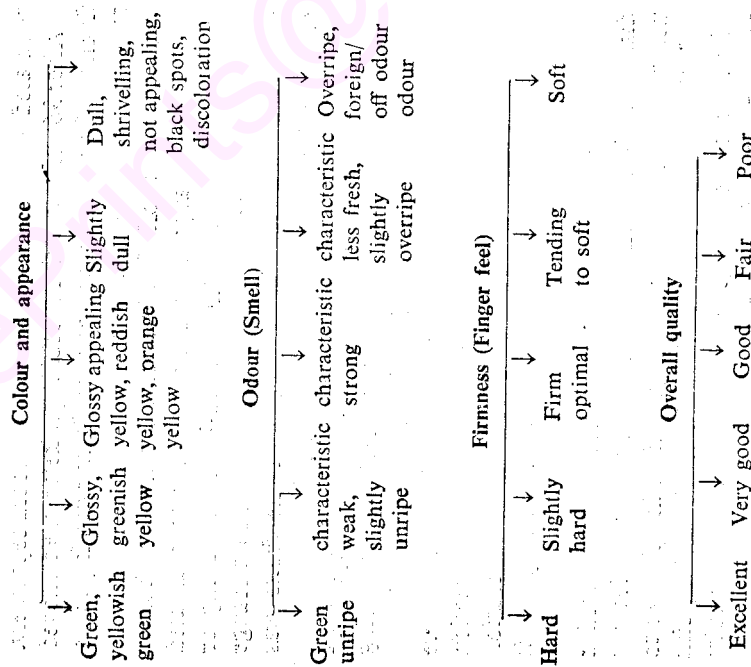 Colour and appearance
Green,
yellowish
green
Glossy,
greenish
yellow
Glossy appealing
yellow, reddish
yellow, orange
yellow
Slightly
dull
Dull,
shrivelling,
not appealing,
black spots,
discoloration
Odour (Smell)
Green
unripe
characteristic
weak,
slightly
unripe
characteristic
strong
characteristic
less fresh,
slightly
overripe
Overripe,
foreign/
off odour
odour
Firmness (Finger feel)
Hard
Slightly
hard
Firm
optimal
Tending
to soft
Soft
Overall quality
Excellent
Very good
Good
Fair
Poor